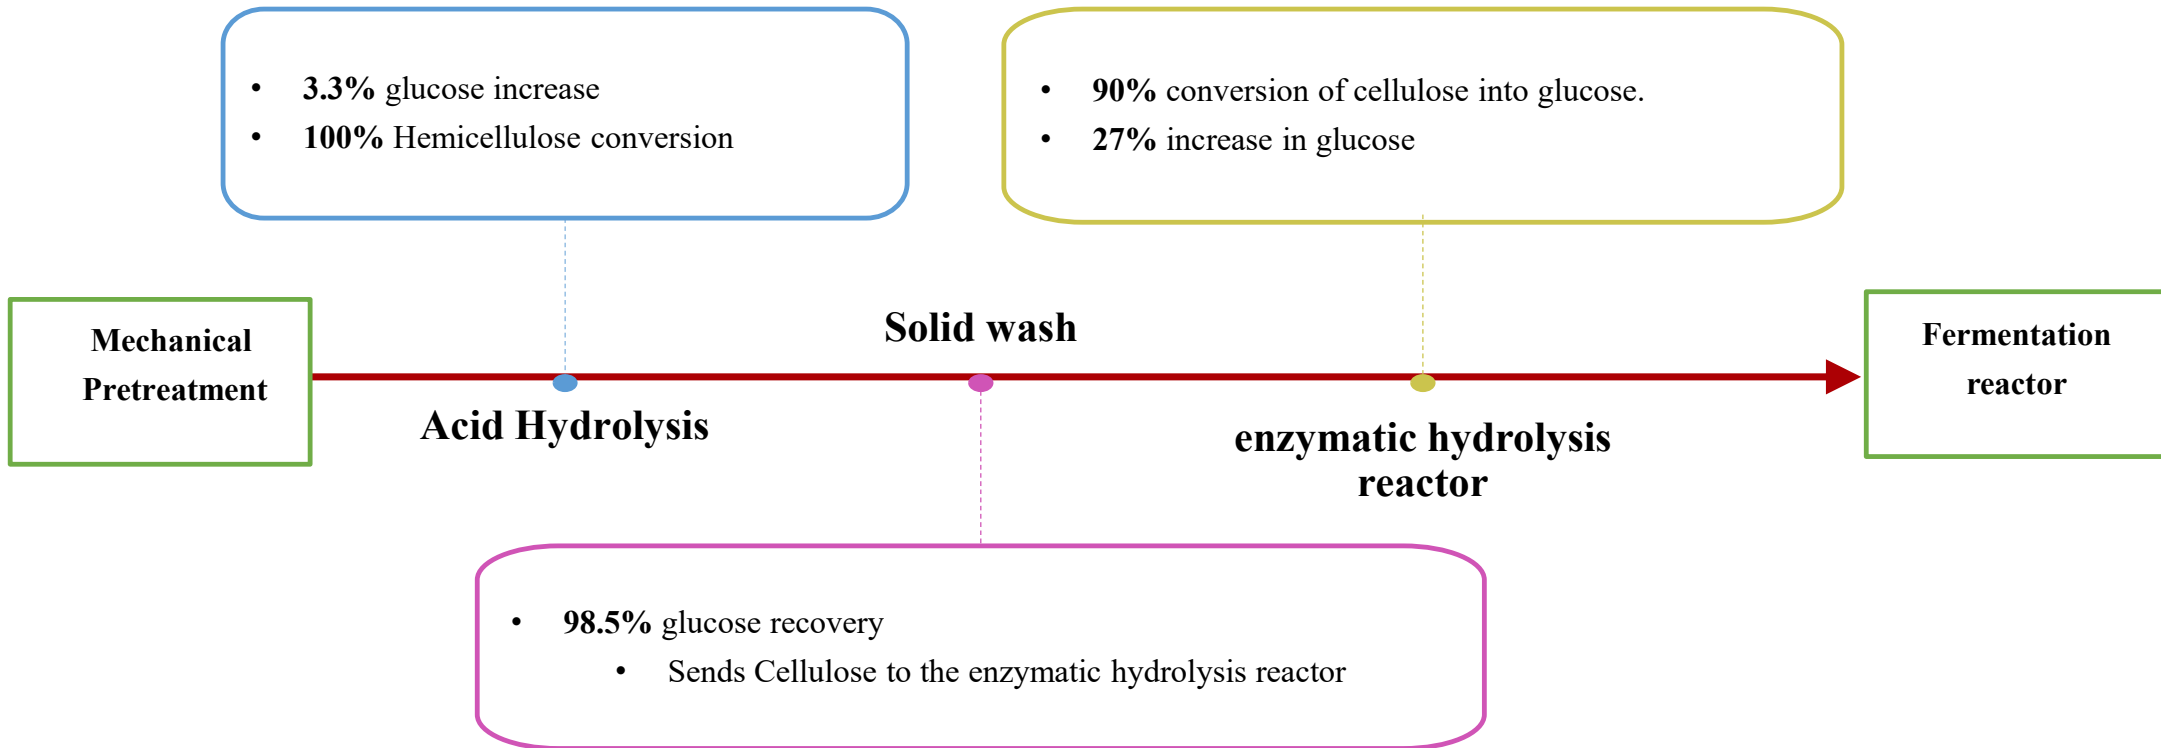 • 3.3% glucose increase
• 100% Hemicellulose conversion
• 90% conversion of cellulose into glucose.
• 27% increase in glucose
Mechanical
Pretreatment
Solid wash
Fermentation
reactor
Acid Hydrolysis
enzymatic hydrolysis
reactor
• 98.5% glucose recovery
• Sends Cellulose to the enzymatic hydrolysis reactor